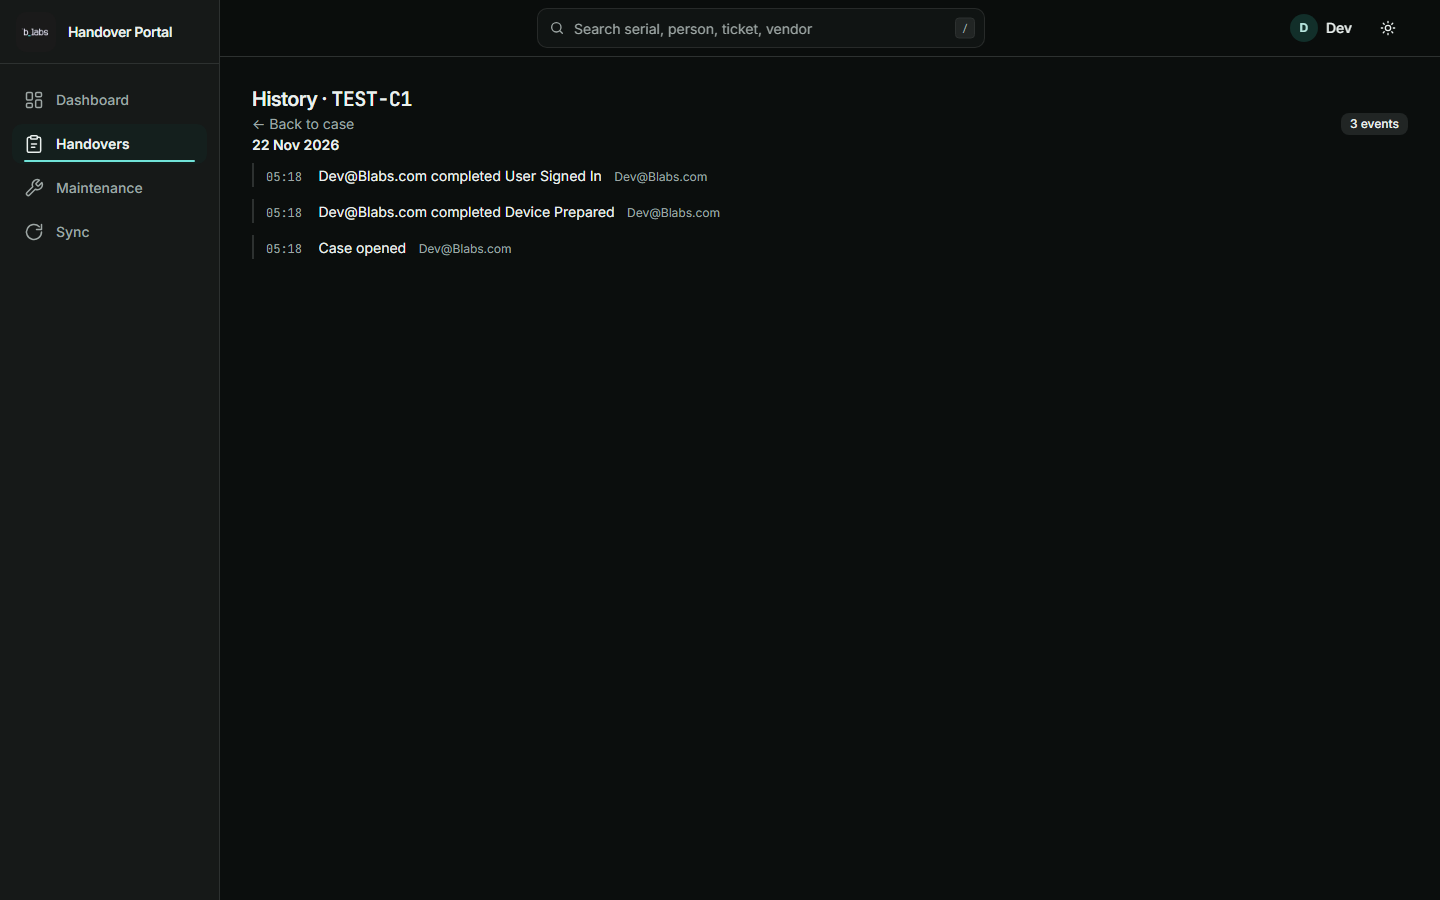 b_labs Handover Portal
Search serial, person, ticket, vendor /
D Dev
Dashboard
Handovers
Maintenance
Sync
History · TEST-C1
← Back to case
3 events
22 Nov 2026
05:18 Dev@Blabs.com completed User Signed In Dev@Blabs.com
05:18 Dev@Blabs.com completed Device Prepared Dev@Blabs.com
05:18 Case opened Dev@Blabs.com